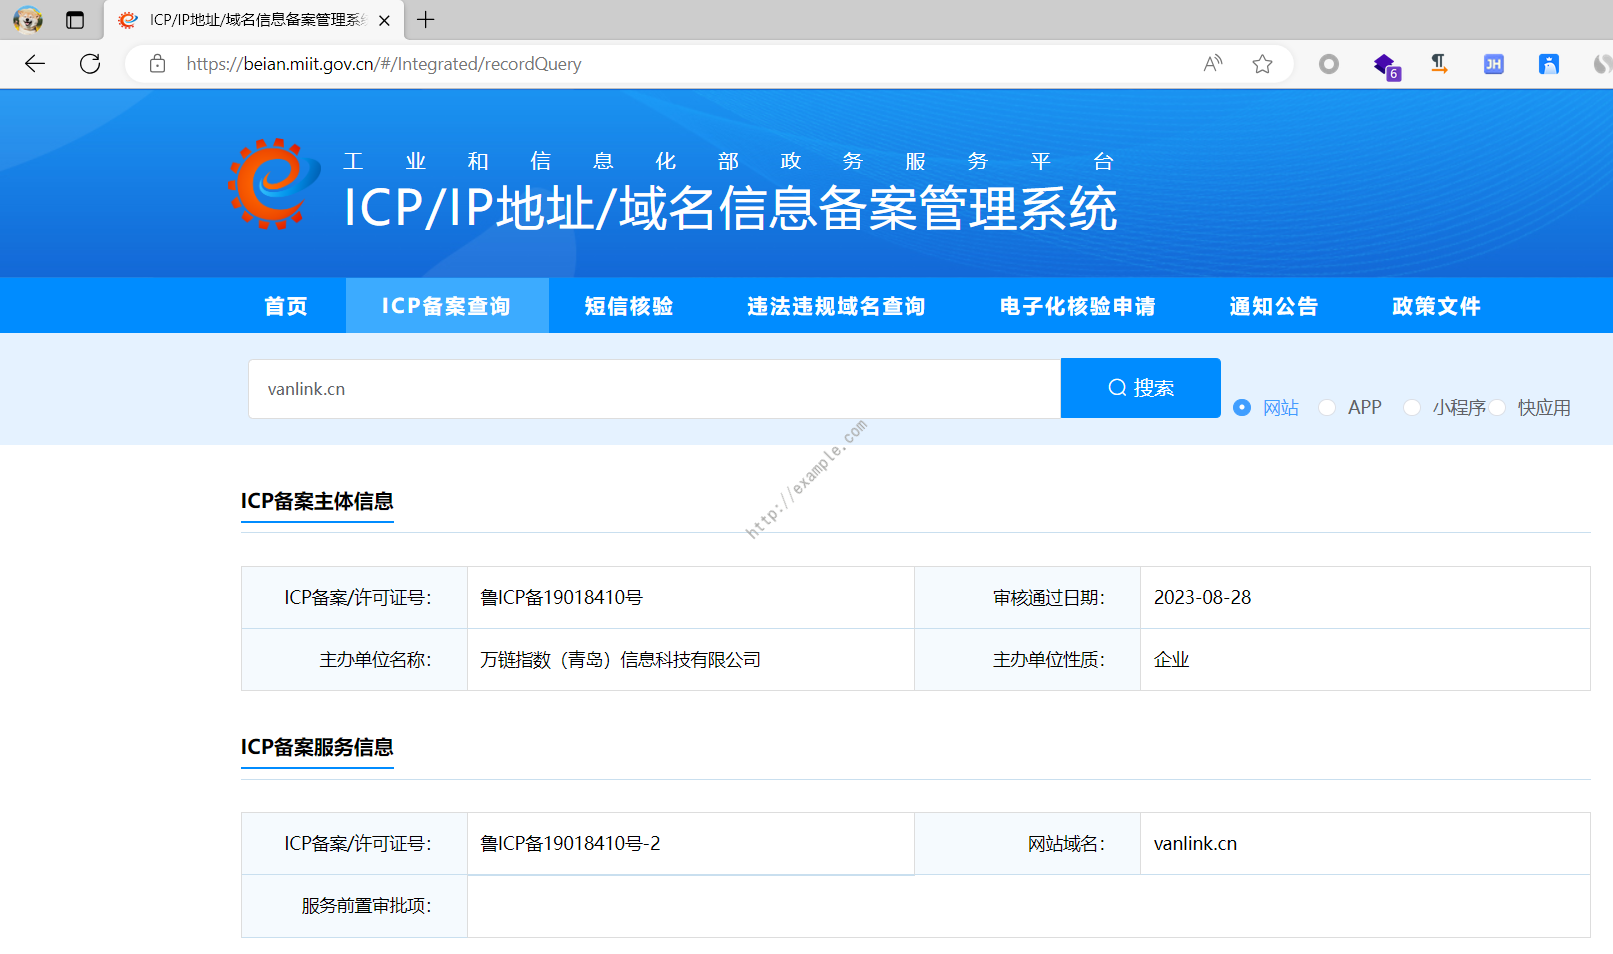 ICP/IP地址/域名信息备案管理系
https://beian.miit.gov.cn/#/Integrated/recordQuery
6
JH
工业和信息化部政务服务平台
ICP/IP地址/域名信息备案管理系统
首页 ICP备案查询 短信核验 违法违规域名查询 电子化核验申请 通知公告 政策文件
vanlink.cn 搜索 网站 APP 小程序 快应用
http://example.com
ICP备案主体信息
ICP备案/许可证号： 鲁ICP备19018410号 审核通过日期： 2023-08-28
主办单位名称： 万链指数（青岛）信息科技有限公司 主办单位性质： 企业
ICP备案服务信息
ICP备案/许可证号： 鲁ICP备19018410号-2 网站域名： vanlink.cn
服务前置审批项：